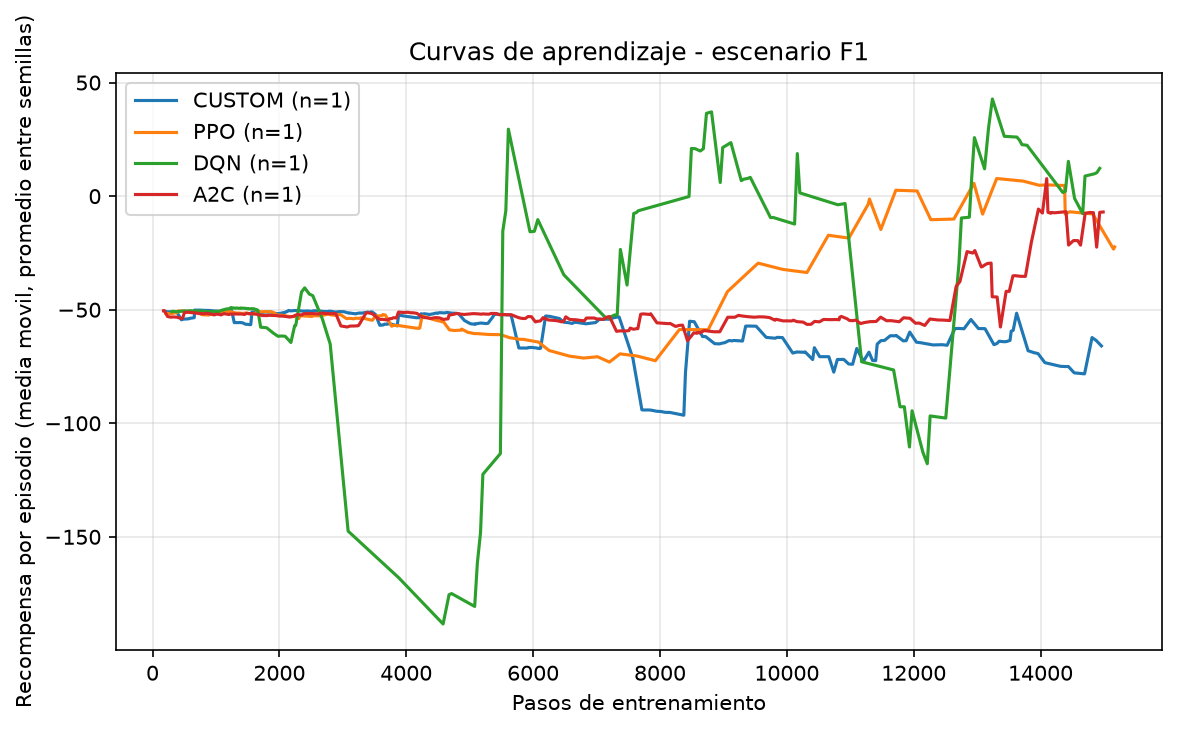 Curvas de aprendizaje - escenario F1
Recompensa por episodio (media movil, promedio entre semillas)
50
0
−50
−100
−150
CUSTOM (n=1)
PPO (n=1)
DQN (n=1)
A2C (n=1)
0
2000
4000
6000
8000
10000
12000
14000
Pasos de entrenamiento